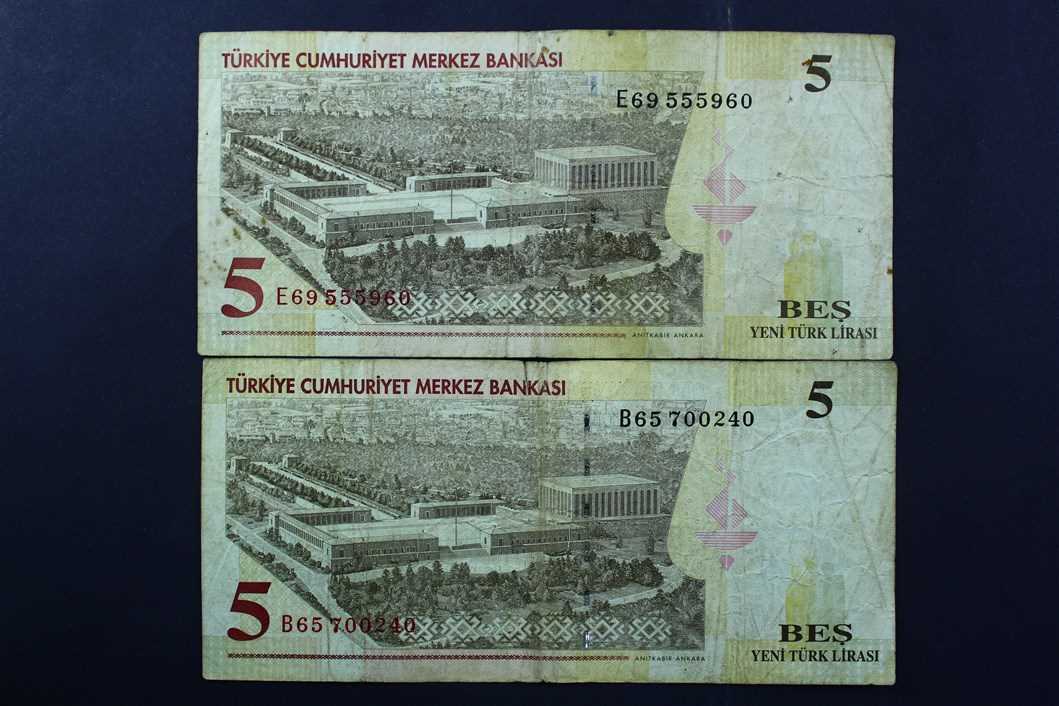 TÜRKİYE CUMHURİYET MERKEZ BANKASI
5
E69 555960
5
E69 555960
ANITKABİR ANKARA
BEŞ
YENİ TÜRK LİRASI
TÜRKİYE CUMHURİYET MERKEZ BANKASI
5
B65 700240
5
B65 700240
ANITKABİR ANKARA
BEŞ
YENİ TÜRK LİRASI